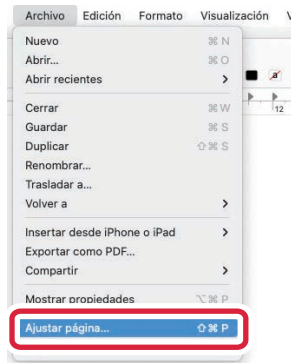 Archivo Edición Formato Visualización
Nuevo ⌘ N
Abrir... ⌘ O
Abrir recientes >
Cerrar ⌘ W
Guardar ⌘ S
Duplicar ⇧ ⌘ S
Renombrar...
Trasladar a...
Volver a >
Insertar desde iPhone o iPad >
Exportar como PDF...
Compartir >
Mostrar propiedades ⌥ ⌘ P
Ajustar página... ⇧ ⌘ P
a
12